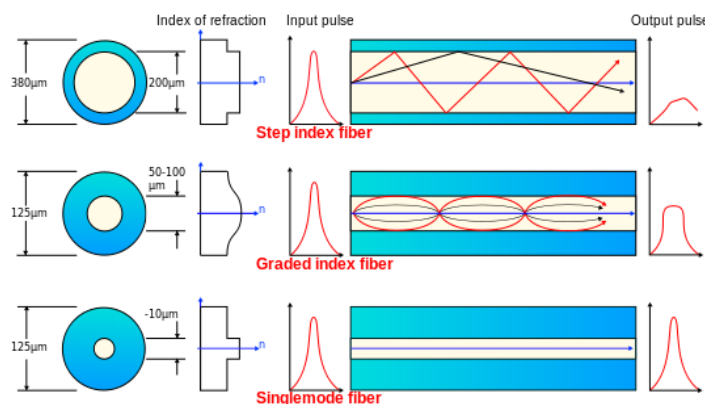 Index of refraction
Input pulse
Output pulse
380µm
200µm
n
Step index fiber
50-100
µm
125µm
n
Graded index fiber
-10µm
125µm
n
Singlemode fiber